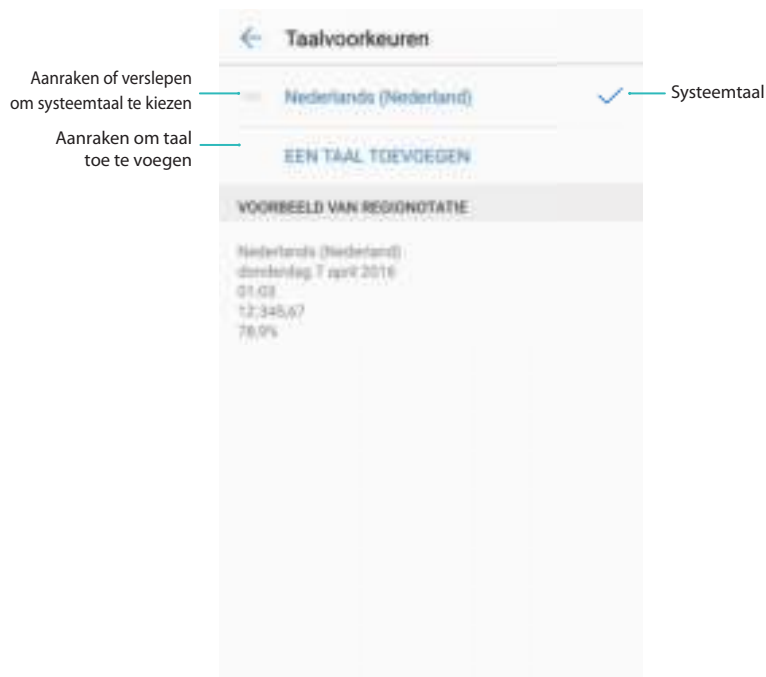 Taalvoorkeuren
Aanraken of verslepen
om systeemtaal te kiezen
Nederlands (Nederland)
Systeemtaal
Aanraken om taal
toe te voegen
EEN TAAL TOEVOEGEN
VOORBEELD VAN REGIONOTATIE
Nederlands (Nederland)
donderdag 7 april 2016
01:03
12.345,67
78,9%